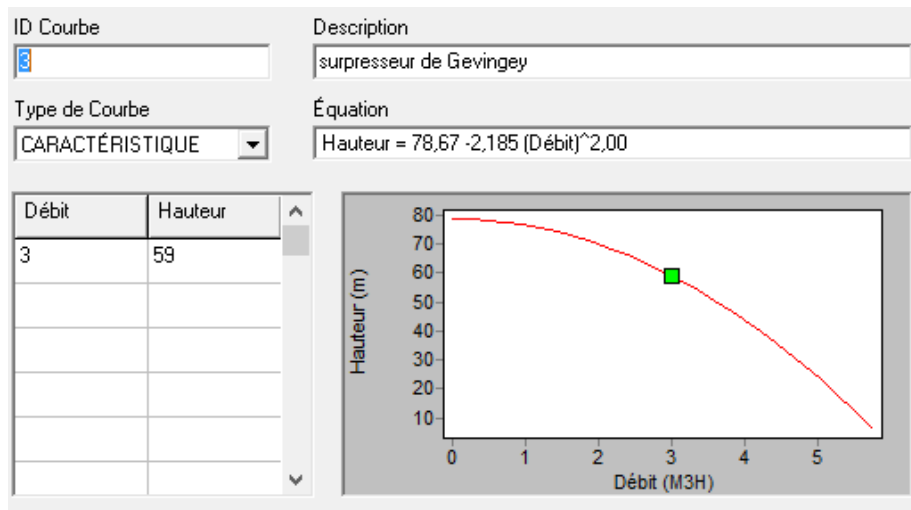 ID Courbe
Description
3
surpresseur de Gevingey
Type de Courbe
Équation
CARACTÉRISTIQUE
Hauteur = 78,67 -2,185 (Débit)^2,00
Débit
Hauteur
3
59
Hauteur (m)
80
70
60
50
40
30
20
10
0 1 2 3 4 5
Débit (M3H)